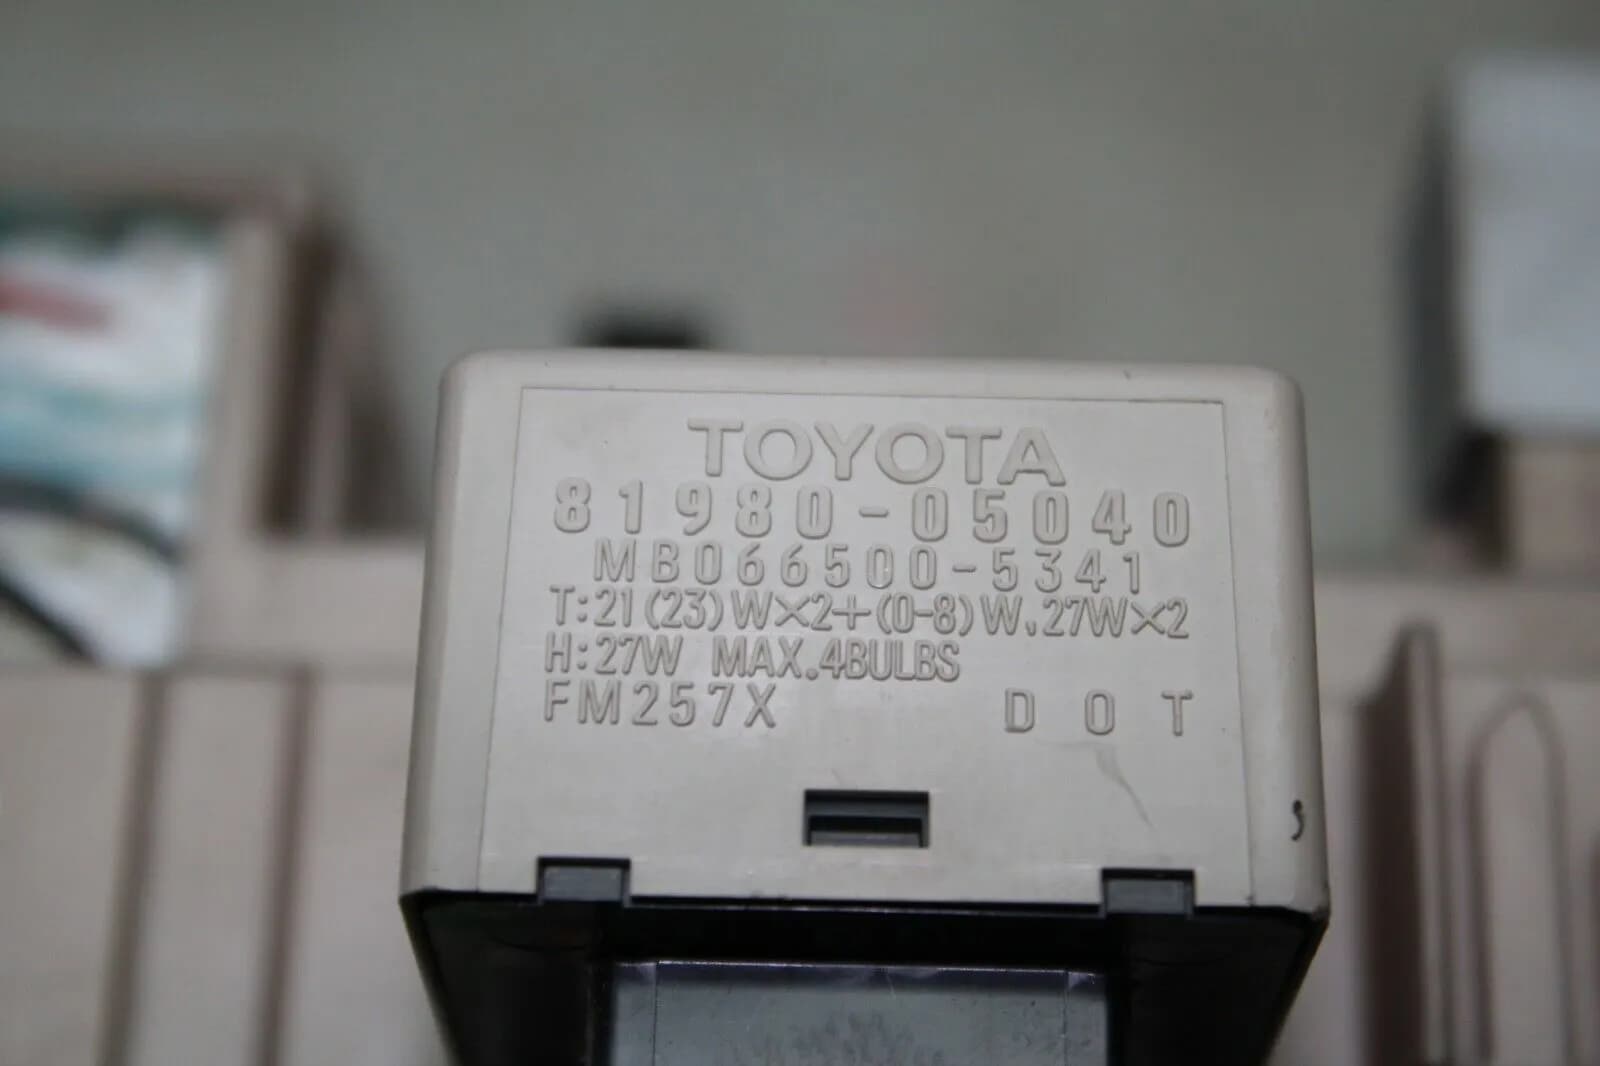 TOYOTA
81980-05040
MB066500-5341
T:21(23)W×2+(0-8)W.27W×2
H:27W MAX.4BULBS
FM257X DOT